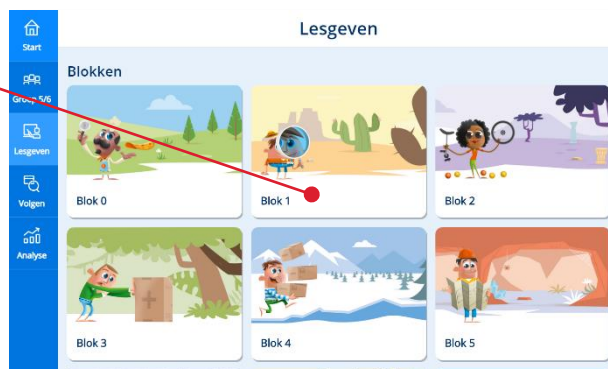 Lesgeven
Start
Groep 5/6
Lesgeven
Volgen
Analyse
Blokken
Blok 0
Blok 1
Blok 2
Blok 3
Blok 4
Blok 5